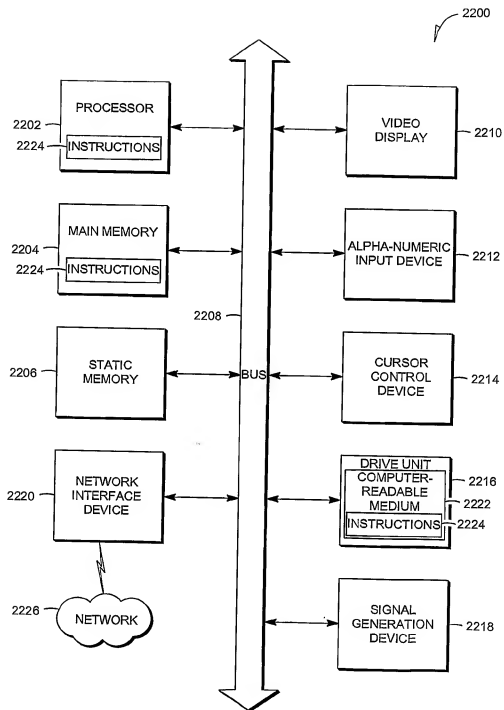 2200
PROCESSOR
2202
2224
INSTRUCTIONS
VIDEO
DISPLAY
2210
MAIN MEMORY
2204
2224
INSTRUCTIONS
ALPHA-NUMERIC
INPUT DEVICE
2212
2208
STATIC
MEMORY
2206
BUS
CURSOR
CONTROL
DEVICE
2214
NETWORK
INTERFACE
DEVICE
2220
DRIVE UNIT
2216
COMPUTER-
READABLE
MEDIUM
2222
INSTRUCTIONS
2224
2226
NETWORK
SIGNAL
GENERATION
DEVICE
2218